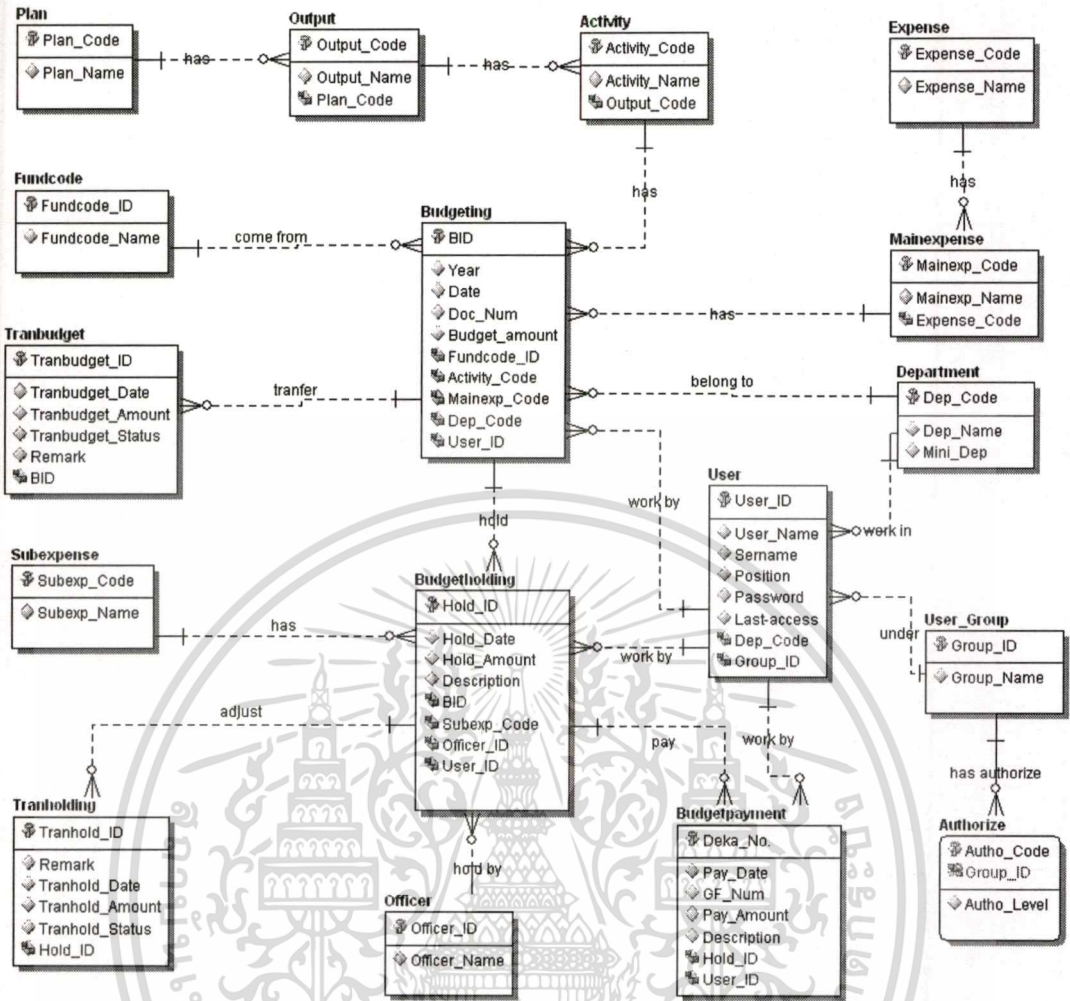 Plan
Plan_Code
Plan_Name
has
Output
Output_Code
Output_Name
Plan_Code
has
Activity
Activity_Code
Activity_Name
Output_Code
has
Expense
Expense_Code
Expense_Name
has
Fundcode
Fundcode_ID
Fundcode_Name
come from
Budgeting
BID
Year
Date
Doc_Num
Budget_amount
Fundcode_ID
Activity_Code
Mainexp_Code
Dep_Code
User_ID
has
Mainexpense
Mainexp_Code
Mainexp_Name
Expense_Code
Tranbudget
Tranbudget_ID
Tranbudget_Date
Tranbudget_Amount
Tranbudget_Status
Remark
BID
tranfer
belong to
Department
Dep_Code
Dep_Name
Mini_Dep
hold
work by
User
User_ID
User_Name
Sername
Position
Password
Last-access
Dep_Code
Group_ID
work in
Subexpense
Subexp_Code
Subexp_Name
has
Budgetholding
Hold_ID
Hold_Date
Hold_Amount
Description
BID
Subexp_Code
Officer_ID
User_ID
work by
under
User_Group
Group_ID
Group_Name
adjust
pay
work by
has authorize
Tranholding
Tranhold_ID
Remark
Tranhold_Date
Tranhold_Amount
Tranhold_Status
Hold_ID
hold by
Officer
Officer_ID
Officer_Name
Budgetpayment
Deka_No.
Pay_Date
GF_Num
Pay_Amount
Description
Hold_ID
User_ID
Authorize
Autho_Code
Group_ID
Autho_Level